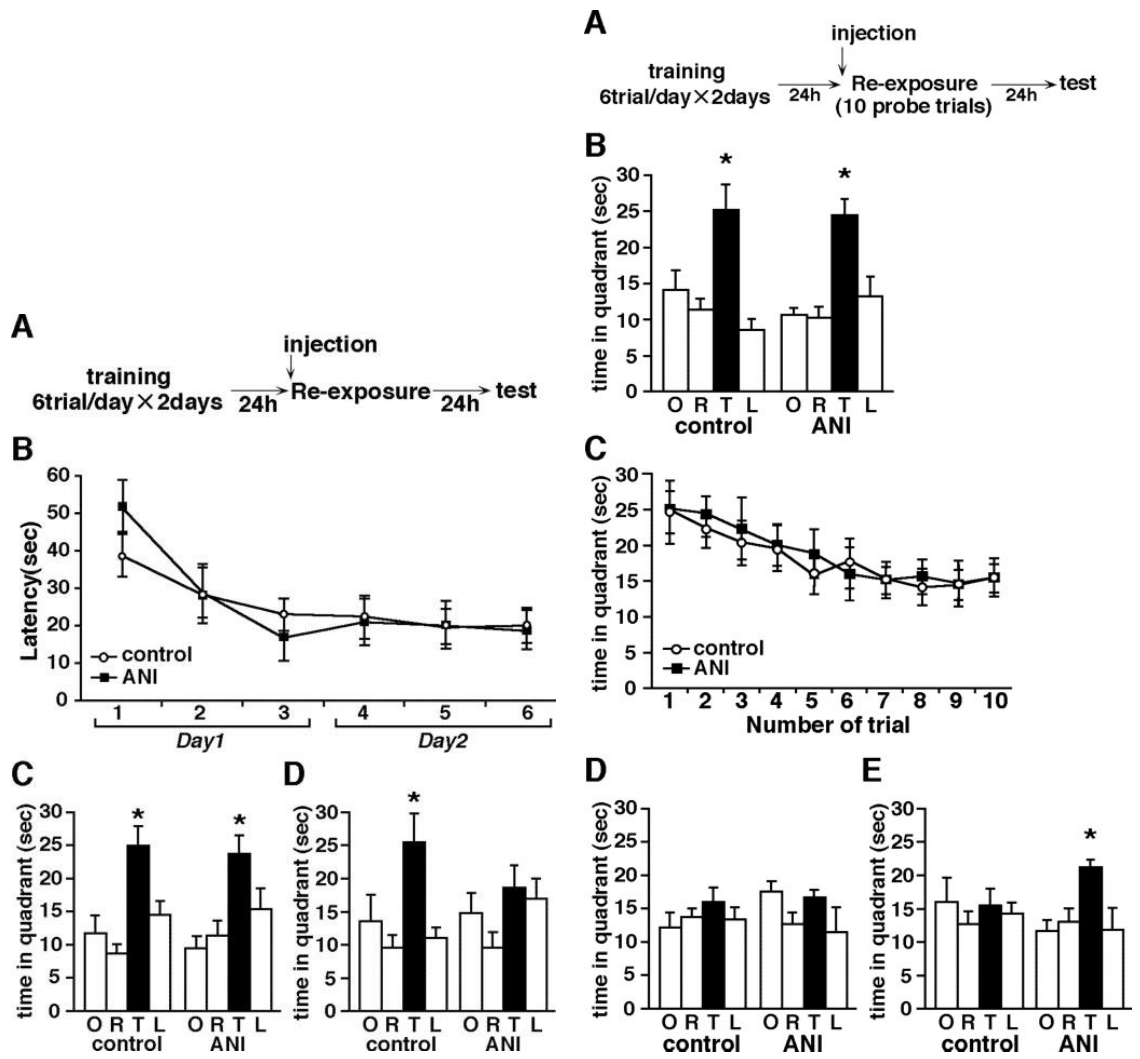 A
injection
training
6trial/day×2days
24h
Re-exposure
24h
test
B
Latency(sec)
60
50
40
30
20
10
0
control
ANI
1 2 3 4 5 6
Day1 Day2
C
time in quadrant (sec)
30
25
20
15
10
5
0
O R T L O R T L
control ANI
*
*
D
time in quadrant (sec)
30
25
20
15
10
5
0
O R T L O R T L
control ANI
*
A
injection
training
6trial/day×2days
24h
Re-exposure
(10 probe trials)
24h
test
B
time in quadrant (sec)
30
25
20
15
10
5
0
*
*
O R T L O R T L
control ANI
C
time in quadrant (sec)
30
25
20
15
10
5
0
control
ANI
1 2 3 4 5 6 7 8 9 10
Number of trial
D
time in quadrant (sec)
30
25
20
15
10
5
0
O R T L O R T L
control ANI
E
time in quadrant (sec)
30
25
20
15
10
5
0
*
O R T L O R T L
control ANI